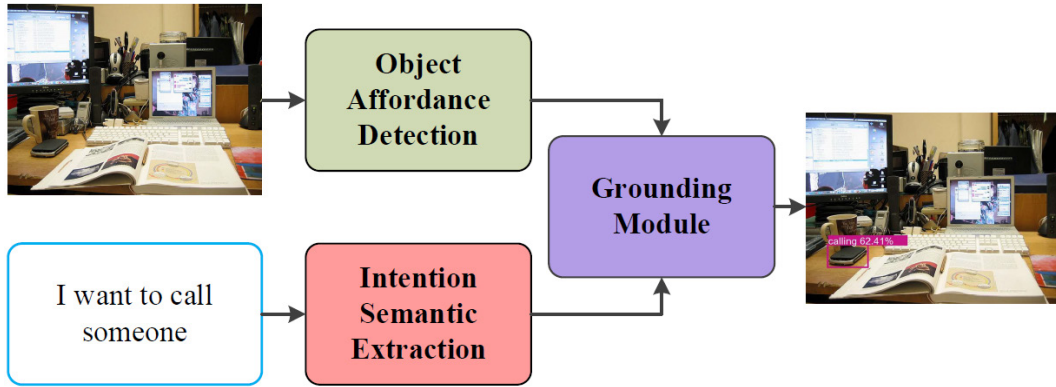 Object
Affordance
Detection
Grounding
Module
calling 62.41%
I want to call
someone
Intention
Semantic
Extraction